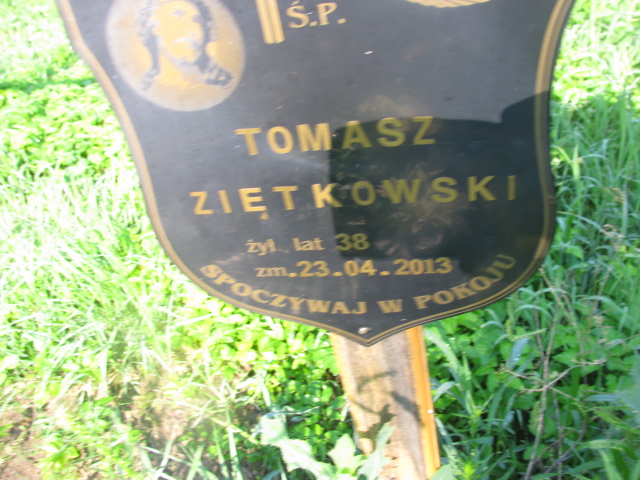 Ś.P.
TOMASZ
ZIĘTKOWSKI
żył lat 38
zm. 23.04.2013
SPOCZYWAJ W POKOJU